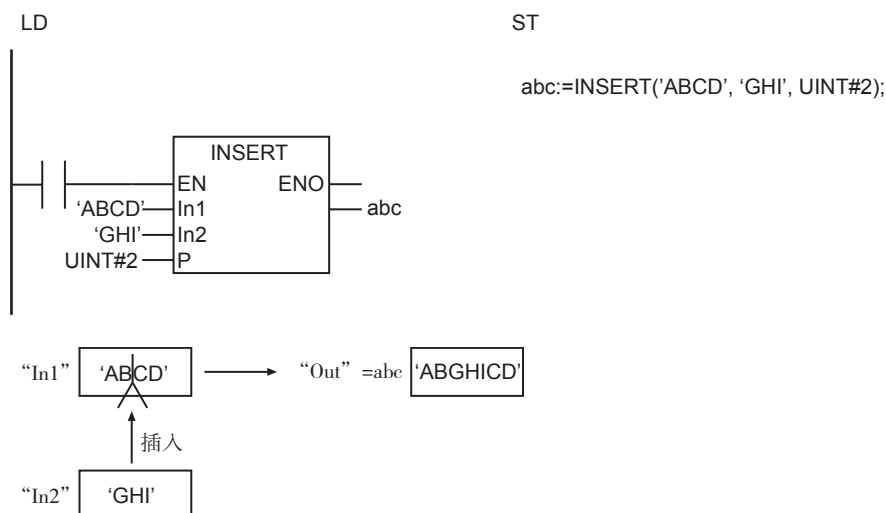 LD
ST
abc:=INSERT('ABCD', ‘GHI’, UINT#2);
INSERT
EN ENO
‘ABCD’ In1 abc
‘GHI’ In2
UINT#2 P
“In1” ‘ABCD’ “Out” =abc ‘ABGHICD’
插入
“In2” ‘GHI’